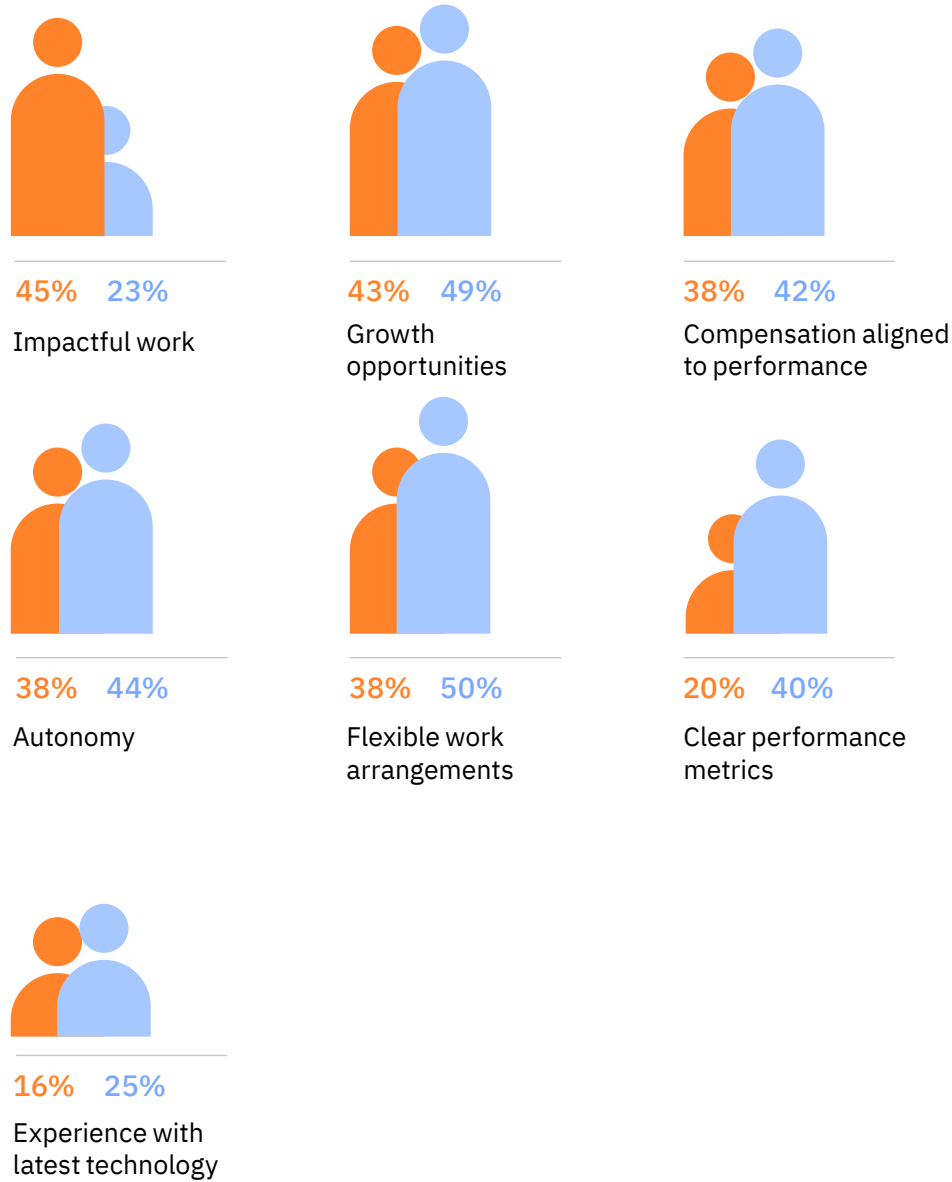 45% 23%
Impactful work
43% 49%
Growth
opportunities
38% 42%
Compensation aligned
to performance
38% 44%
Autonomy
38% 50%
Flexible work
arrangements
20% 40%
Clear performance
metrics
16% 25%
Experience with
latest technology